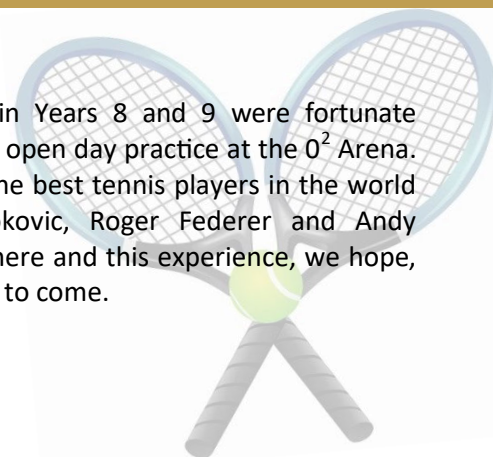 in Years 8 and 9 were fortunate
open day practice at the 0² Arena.
he best tennis players in the world
okovic, Roger Federer and Andy
here and this experience, we hope,
to come.